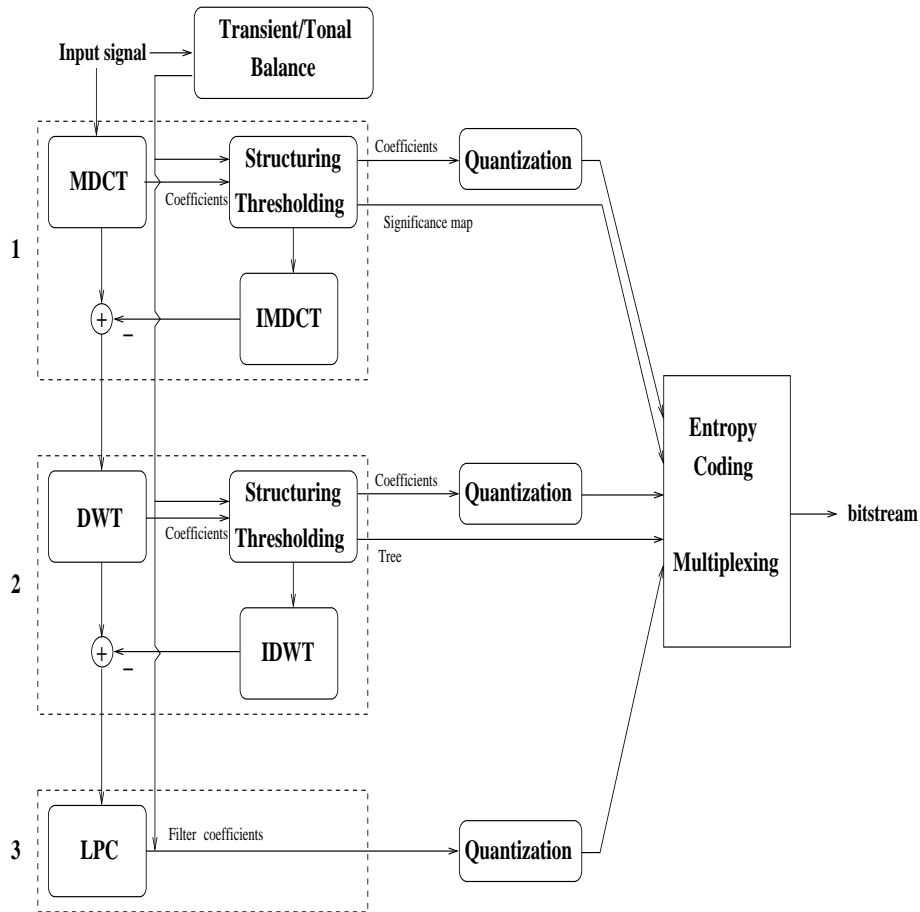 Transient/Tonal
Balance
Input signal
1
MDCT
Coefficients
Structuring
Thresholding
Coefficients
Quantization
Significance map
IMDCT
+
−
Entropy
Coding
Multiplexing
bitstream
2
DWT
Coefficients
Structuring
Thresholding
Coefficients
Quantization
Tree
IDWT
+
−
3
LPC
Filter coefficients
Quantization